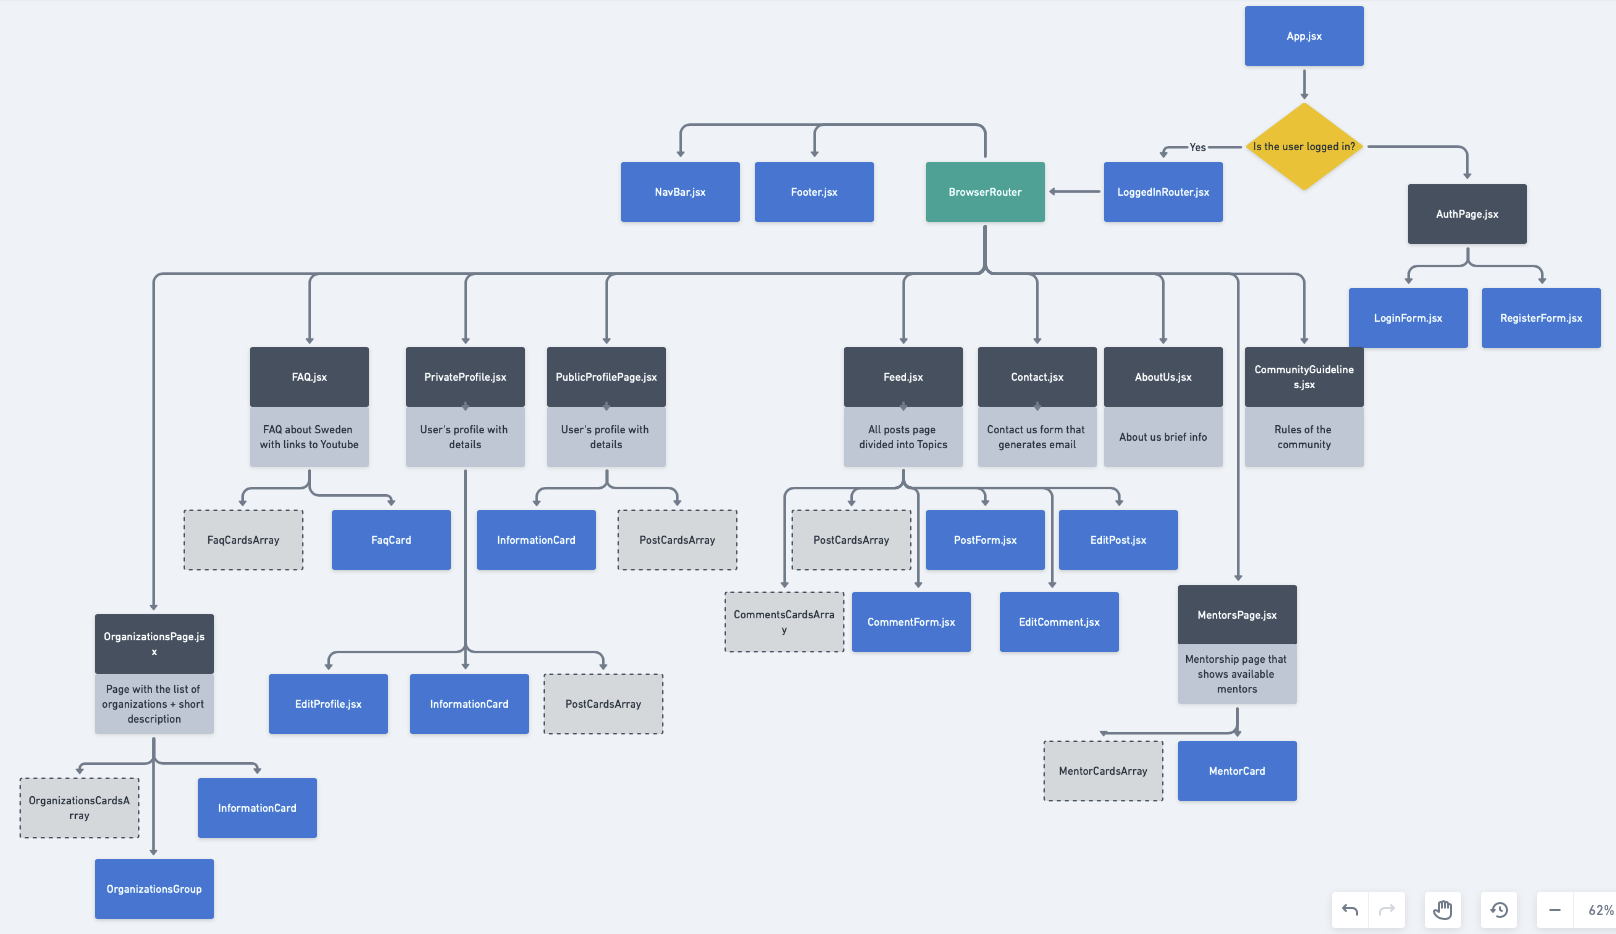 App.jsx
Is the user logged in?
Yes
NavBar.jsx
Footer.jsx
BrowserRouter
LoggedInRouter.jsx
AuthPage.jsx
LoginForm.jsx
RegisterForm.jsx
FAQ.jsx
FAQ about Sweden
with links to Youtube
PrivateProfile.jsx
User's profile with
details
PublicProfilePage.jsx
User's profile with
details
Feed.jsx
All posts page
divided into Topics
Contact.jsx
Contact us form that
generates email
AboutUs.jsx
About us brief info
CommunityGuideline
s.jsx
Rules of the
community
FaqCardsArray
FaqCard
InformationCard
PostCardsArray
PostCardsArray
PostForm.jsx
EditPost.jsx
CommentsCardsArra
y
CommentForm.jsx
EditComment.jsx
MentorsPage.jsx
Mentorship page that
shows available
mentors
OrganizationsPage.js
x
Page with the list of
organizations + short
description
EditProfile.jsx
InformationCard
PostCardsArray
MentorCardsArray
MentorCard
OrganizationsCardsA
rray
InformationCard
OrganizationsGroup
62%